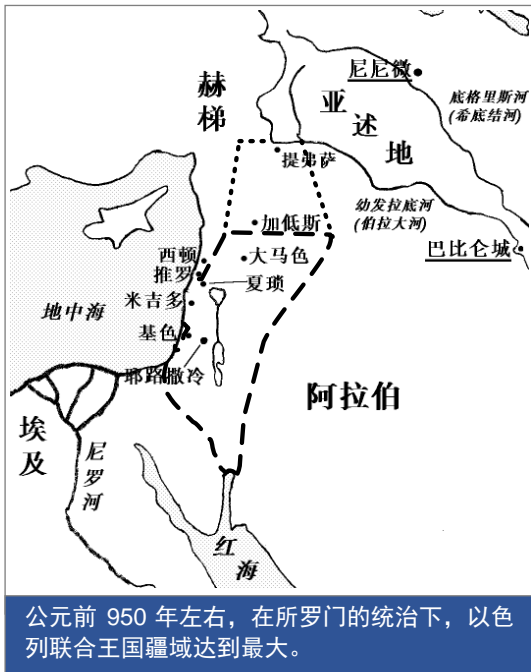 尼尼微
底格里斯河
(希底结河)
赫梯
亚述地
提弗萨
幼发拉底河
(伯拉大河)
加低斯
巴比仑城
西顿
大马色
推罗
夏琐
米吉多
地中海
基色
耶路撒冷
阿拉伯
埃及
尼罗河
红海
公元前 950 年左右，在所罗门的统治下，以色
列联合王国疆域达到最大。